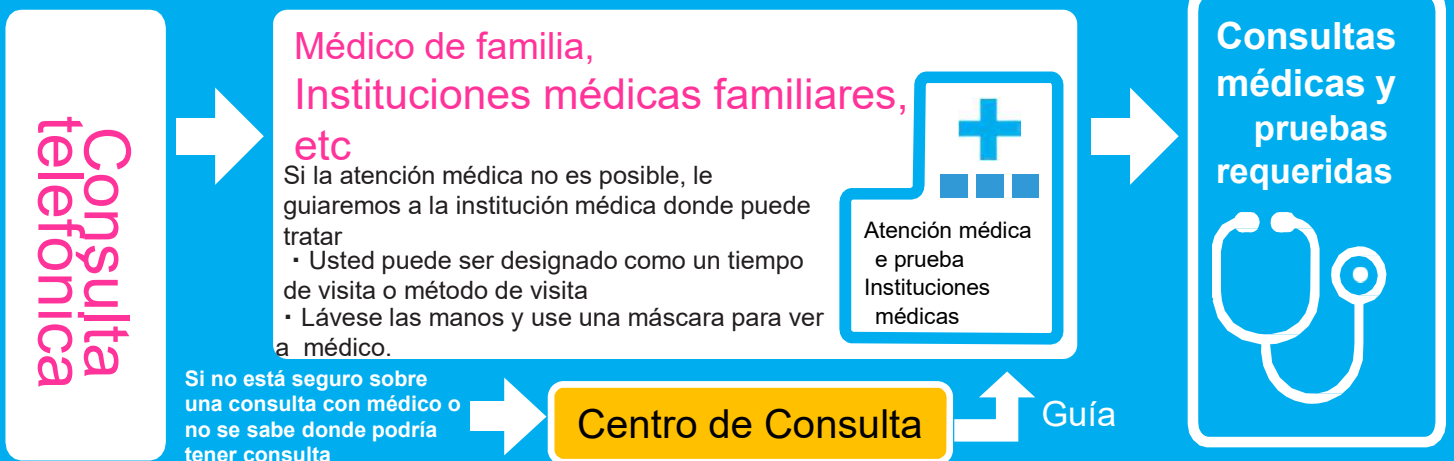 Consulta
telefónica
Médico de familia,
Instituciones médicas familiares,
etc
Si la atención médica no es posible, le
guiaremos a la institución médica donde puede
tratar
・Usted puede ser designado como un tiempo
de visita o método de visita
・Lávese las manos y use una máscara para ver
a médico.
Atención médica
e prueba
Instituciones
médicas
Si no está seguro sobre
una consulta con médico o
no se sabe donde podría
tener consulta
Centro de Consulta
Guía
Consultas
médicas y
pruebas
requeridas